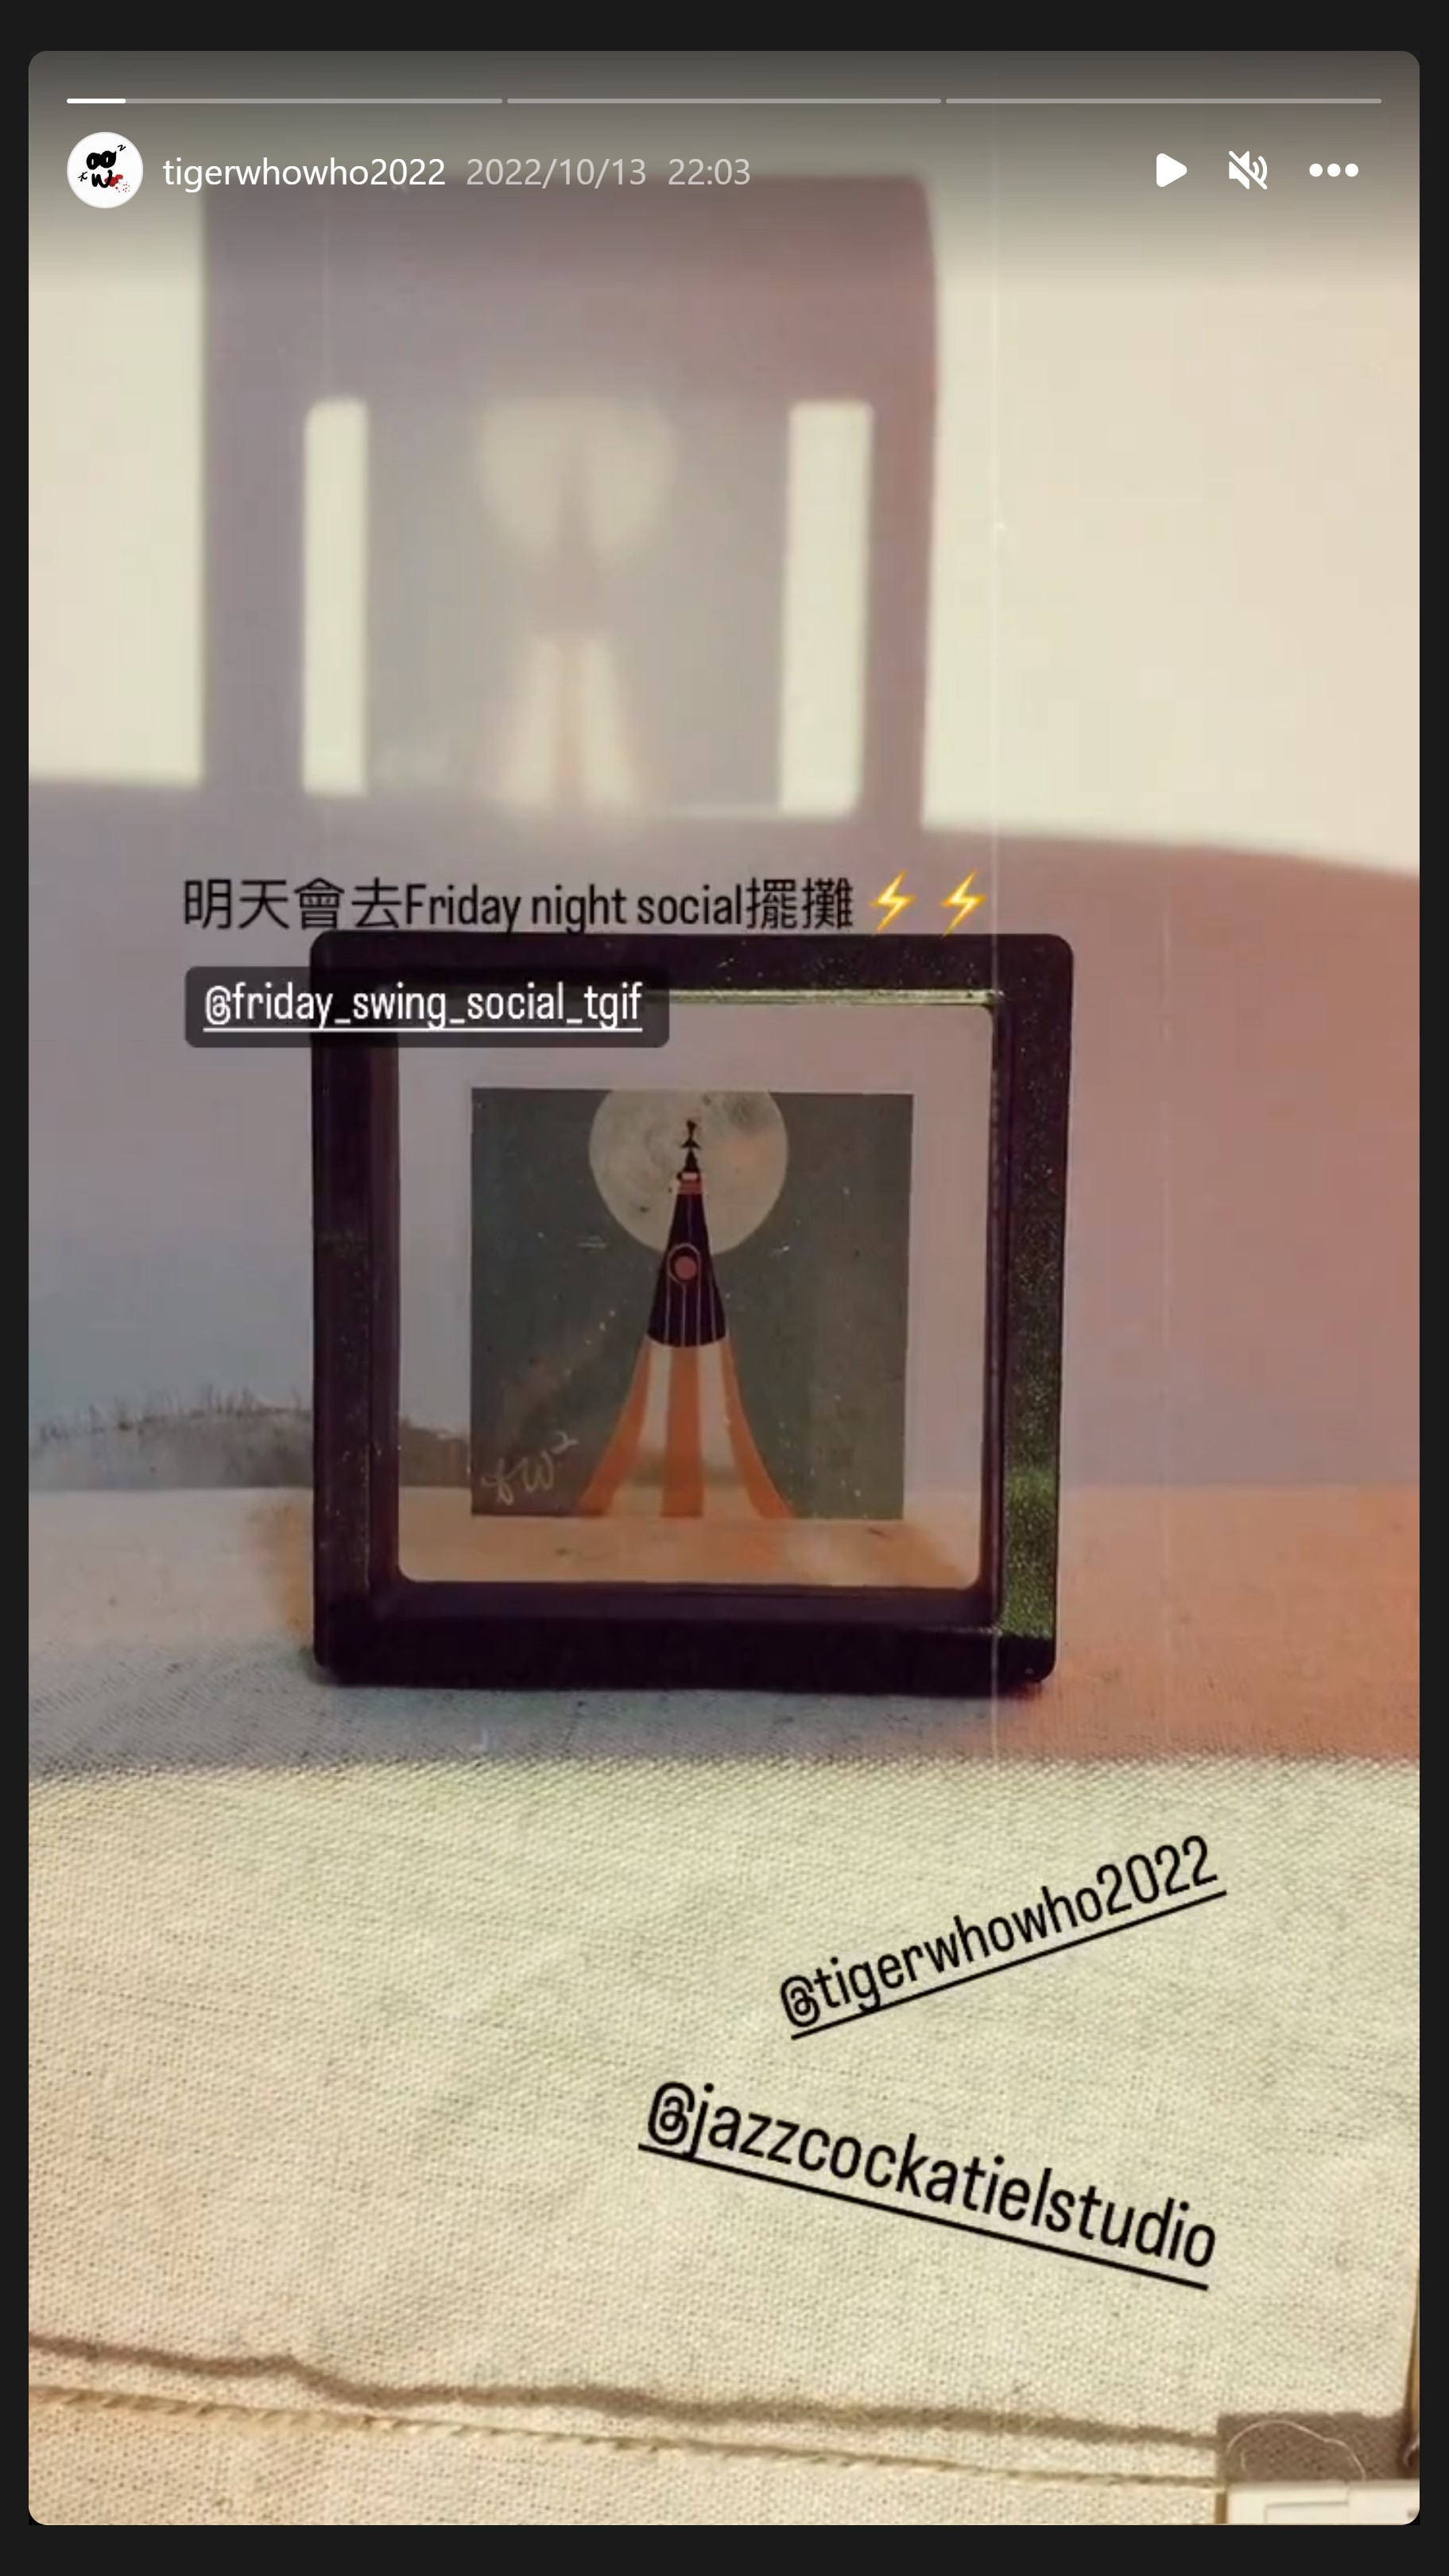 tigerwhowho2022 2022/10/13 22:03
明天會去Friday night social擺攤⚡⚡
@friday_swing_social_tgif
tw²
@tigerwhowho2022
@jazzcockatielstudio